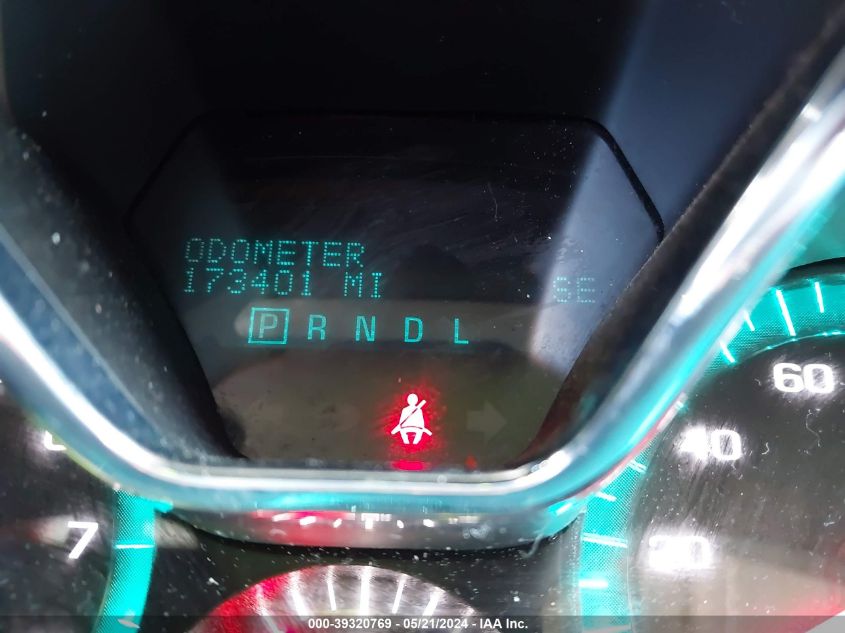 ODOMETER
173401 MI SE
P R N D L
60
40
20
7
000-39320769 - 05/21/2024 - IAA Inc.